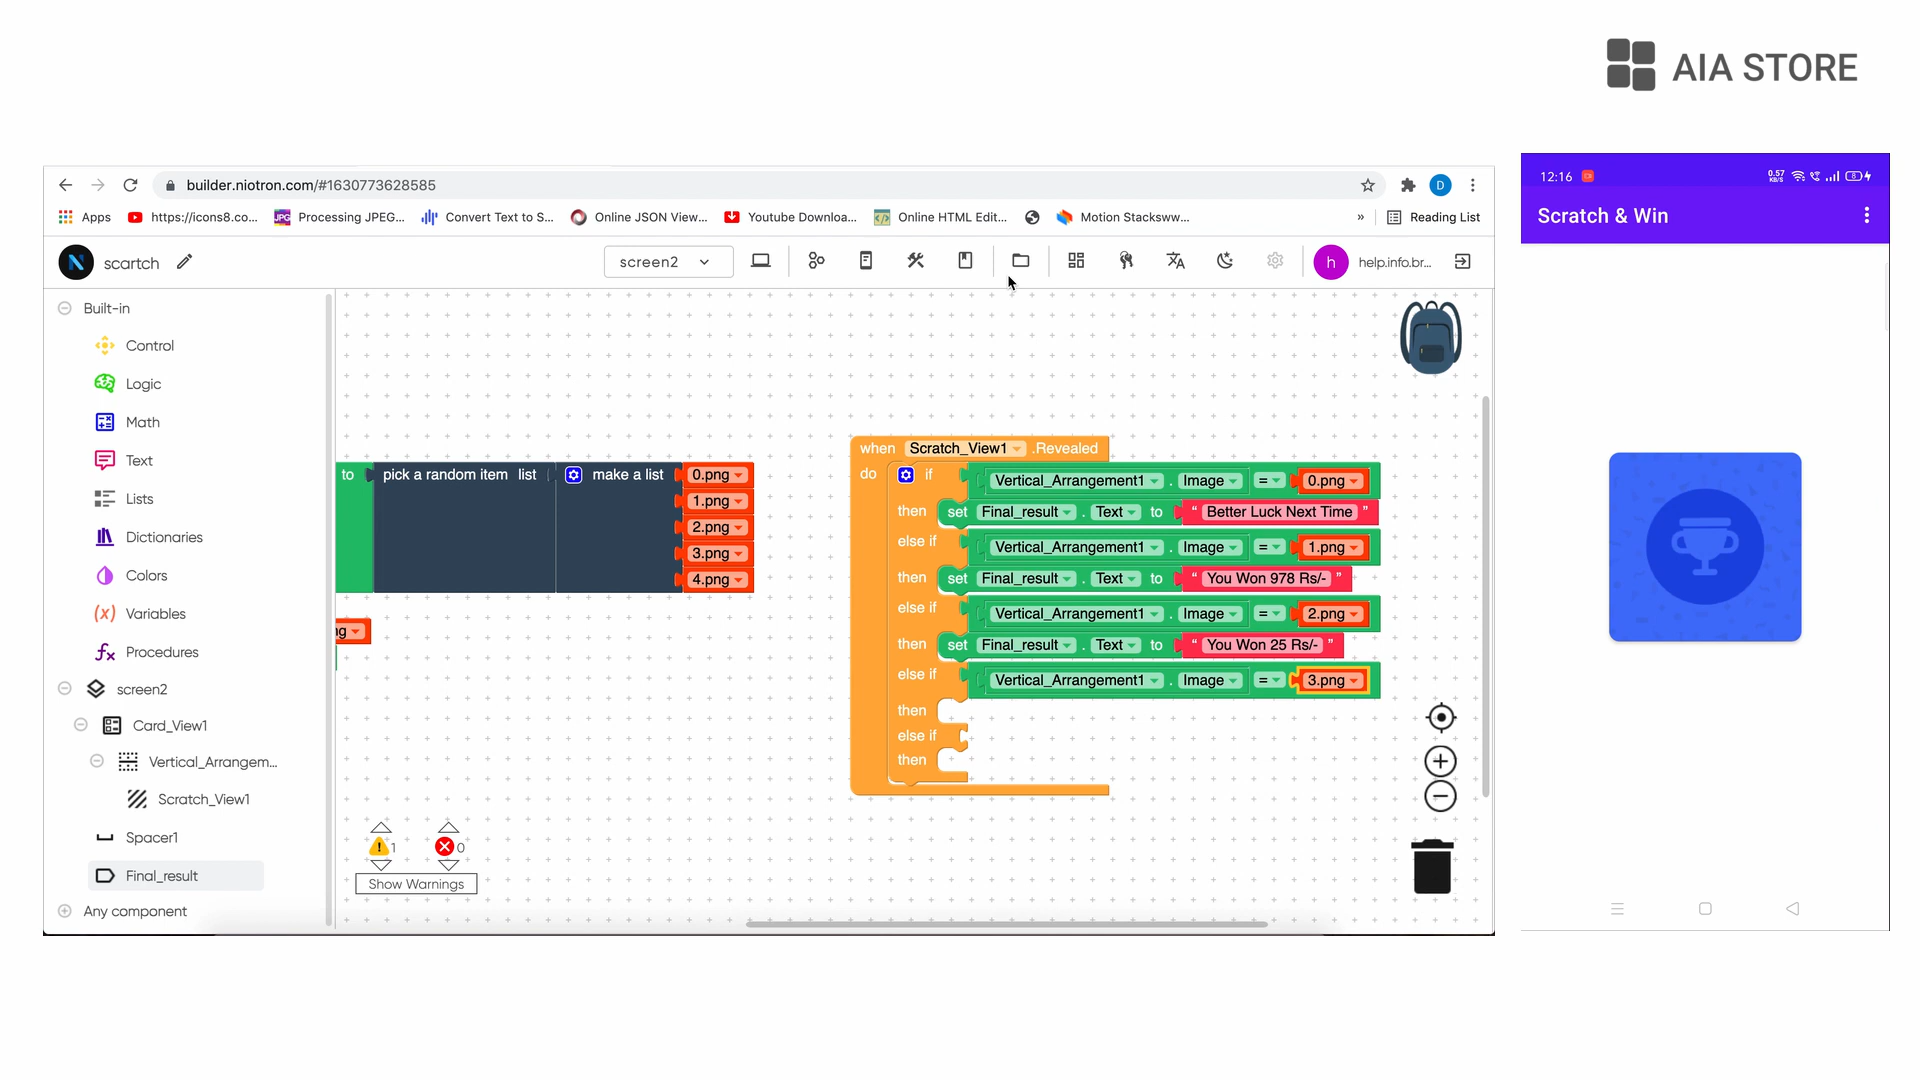 AIA STORE
builder.niotron.com/#1630773628585
Apps https://icons8.co... Processing JPEG... Convert Text to S... Online JSON View... Youtube Downloa... Online HTML Edit... Motion Stacksww... » Reading List
D
scartch
screen2
h help.info.br...
Built-in
Control
Logic
Math
Text
Lists
Dictionaries
Colors
Variables
Procedures
screen2
Card_View1
Vertical_Arrangem...
Scratch_View1
Spacer1
Final_result
Any component
to pick a random item list make a list 0.png
1.png
2.png
3.png
4.png
ng
when Scratch_View1 .Revealed
do if Vertical_Arrangement1 . Image = 0.png
then set Final_result . Text to “ Better Luck Next Time ”
else if Vertical_Arrangement1 . Image = 1.png
then set Final_result . Text to “ You Won 978 Rs/- ”
else if Vertical_Arrangement1 . Image = 2.png
then set Final_result . Text to “ You Won 25 Rs/- ”
else if Vertical_Arrangement1 . Image = 3.png
then
else if
then
1 0
Show Warnings
12:16 0.57 KB/S 8
Scratch & Win